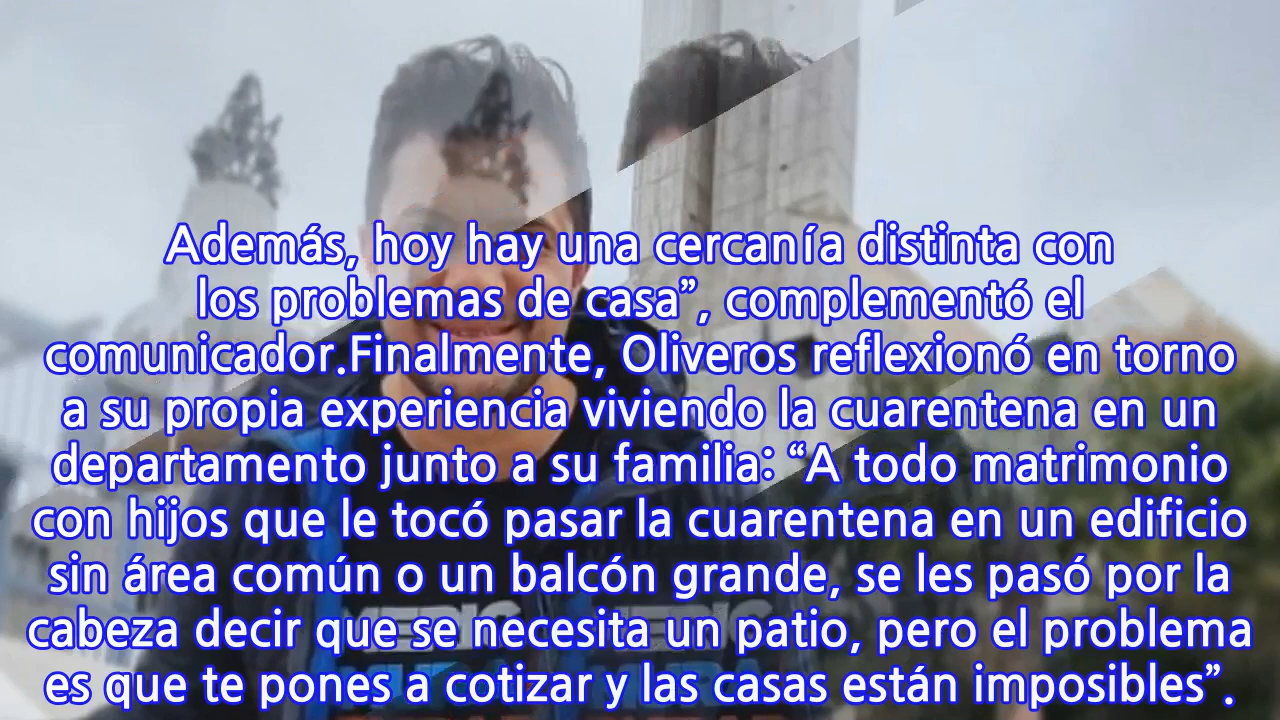 Además, hoy hay una cercanía distinta con
los problemas de casa”, complementó el
comunicador.Finalmente, Oliveros reflexionó en torno
a su propia experiencia viviendo la cuarentena en un
departamento junto a su familia: “A todo matrimonio
con hijos que le tocó pasar la cuarentena en un edificio
sin área común o un balcón grande, se les pasó por la
cabeza decir que se necesita un patio, pero el problema
es que te pones a cotizar y las casas están imposibles”.